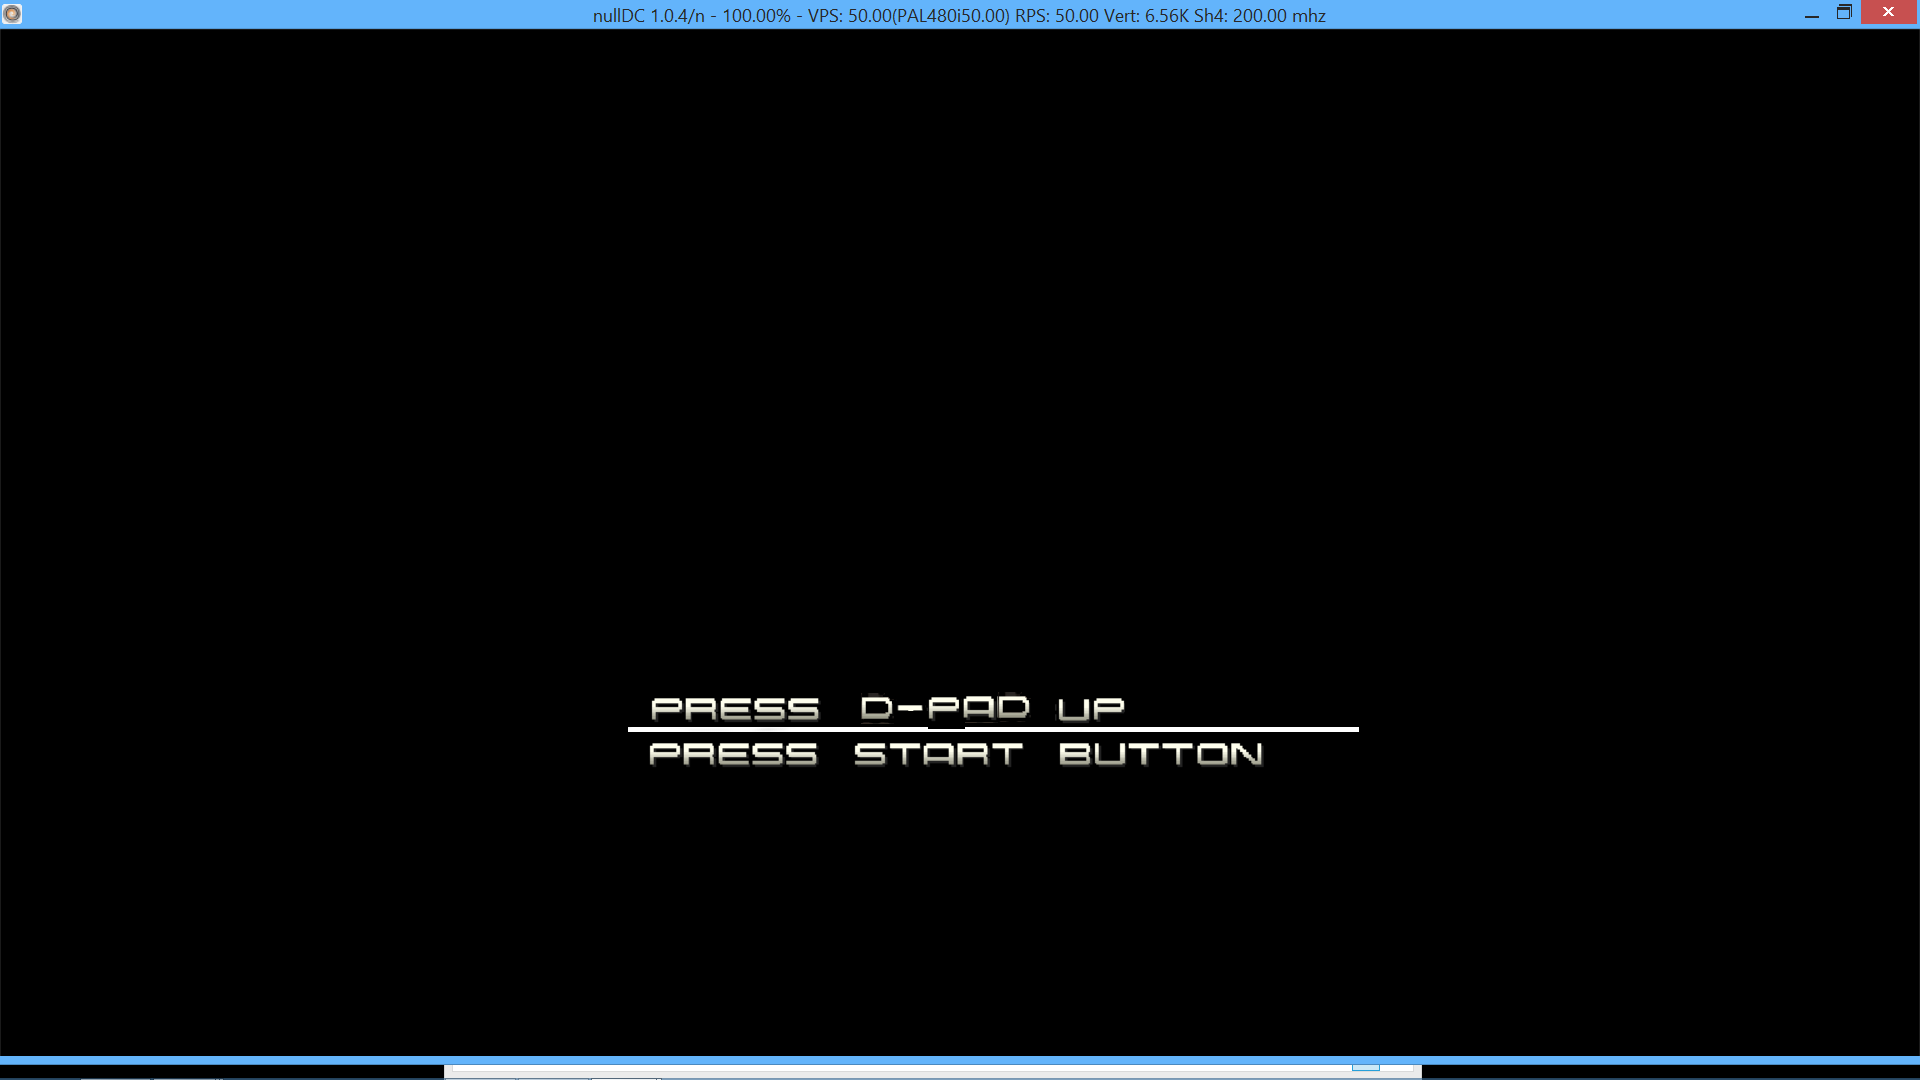 nullDC 1.0.4/n - 100.00% - VPS: 50.00(PAL480i50.00) RPS: 50.00 Vert: 6.56K Sh4: 200.00 mhz
PRESS D-PAD UP
PRESS START BUTTON